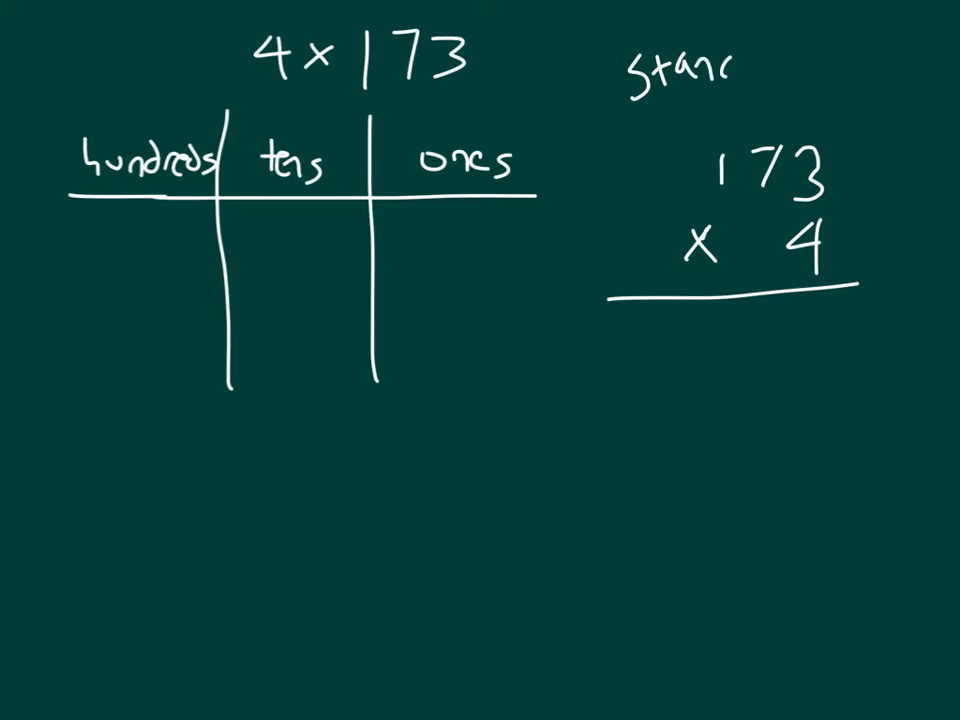 4 × 173
hundreds tens ones
stanc
173
× 4